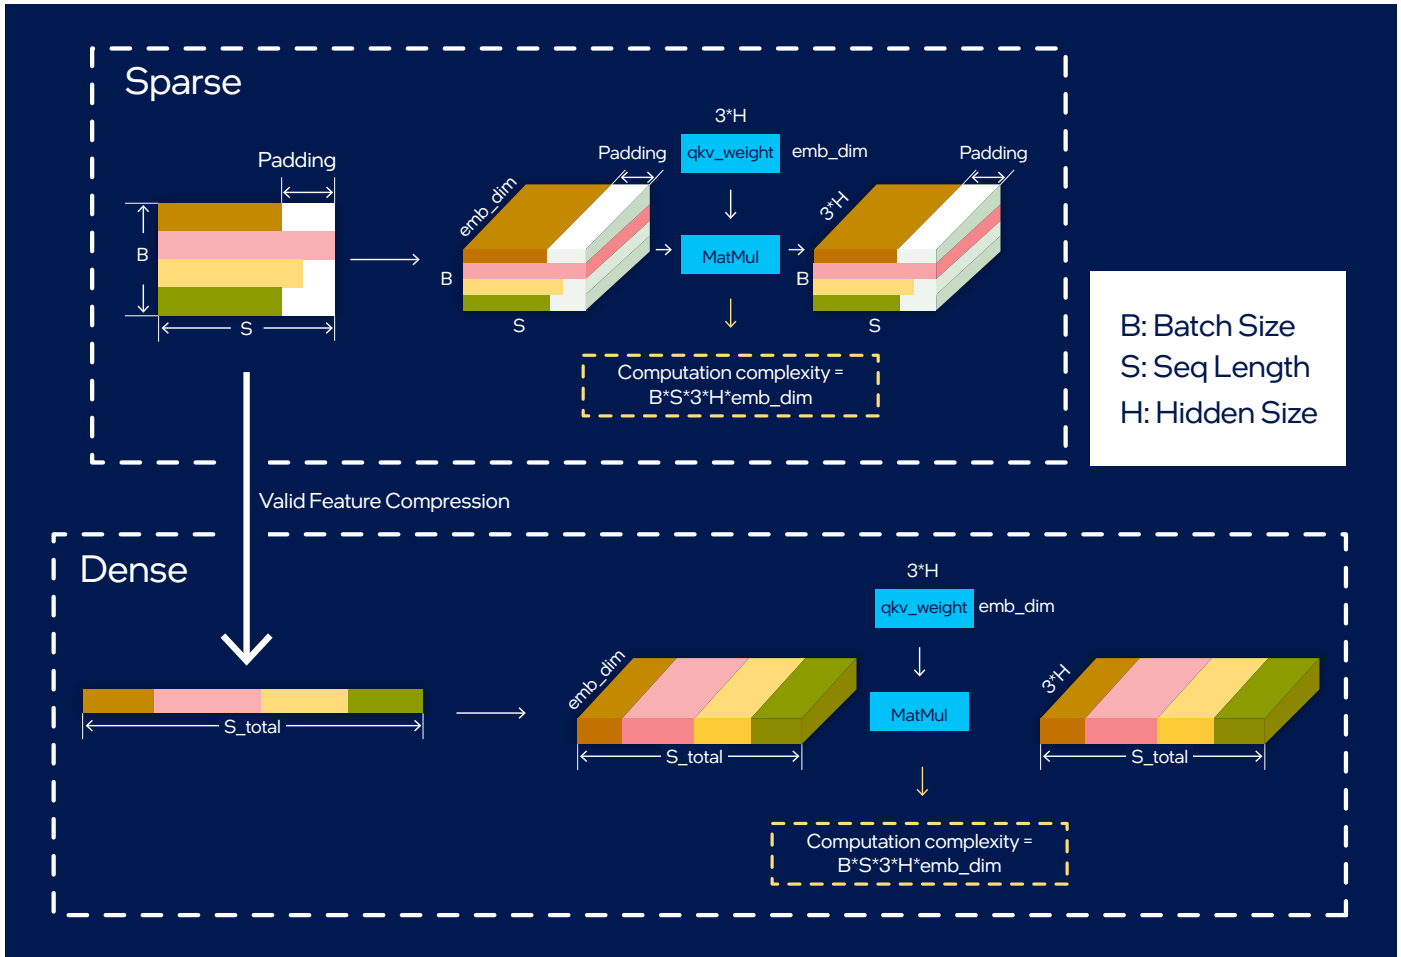 Sparse
3*H
Padding
Padding
qkv_weight
emb_dim
Padding
emb_dim
3*H
B
MatMul
B
B
S
S
S
Computation complexity =
B*S*3*H*emb_dim
B: Batch Size
S: Seq Length
H: Hidden Size
Valid Feature Compression
Dense
3*H
qkv_weight
emb_dim
emb_dim
3*H
MatMul
S_total
S_total
S_total
Computation complexity =
B*S*3*H*emb_dim